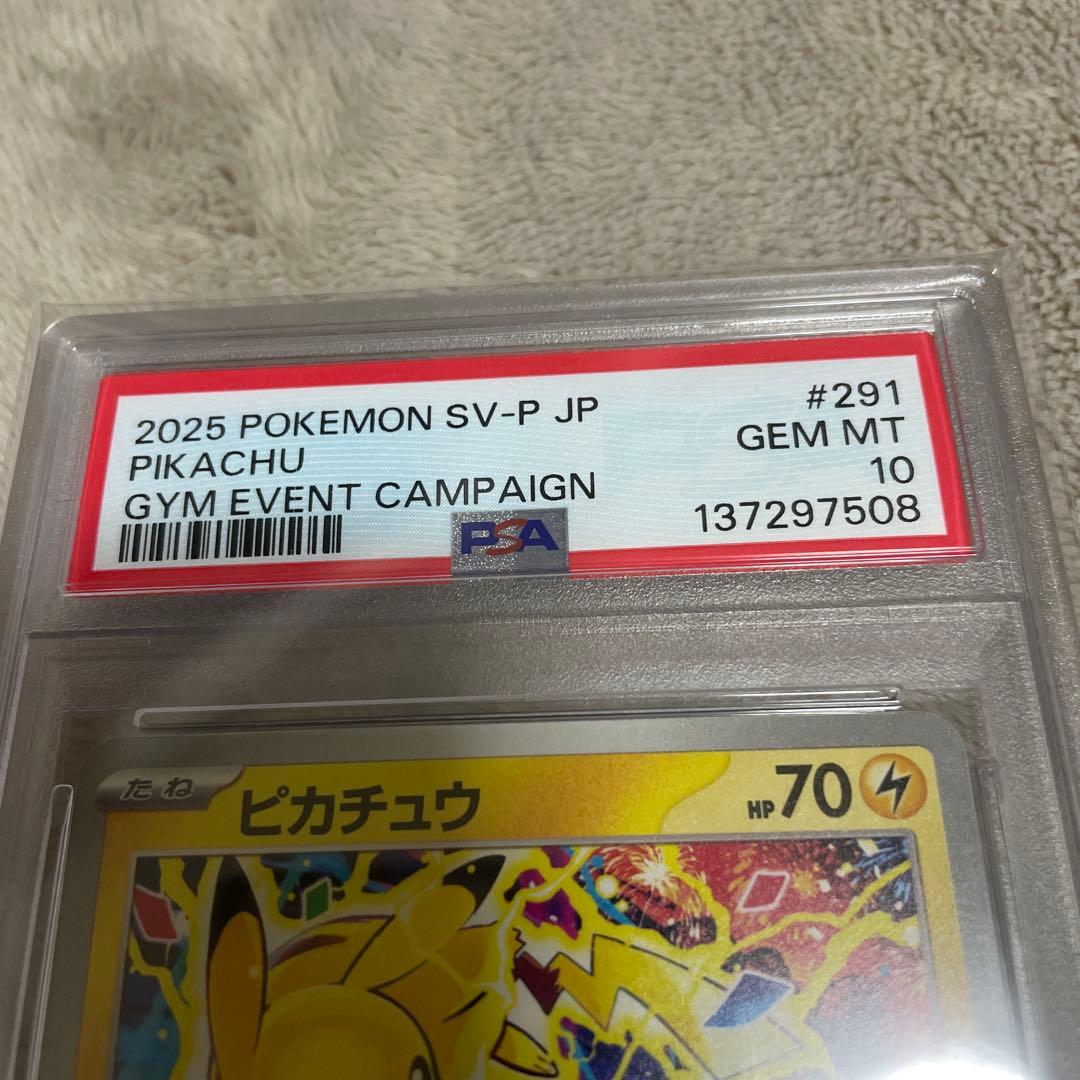 2025 POKEMON SV-P JP #291
PIKACHU GEM MT
GYM EVENT CAMPAIGN 10
137297508
PSA
たね ピカチュウ HP70